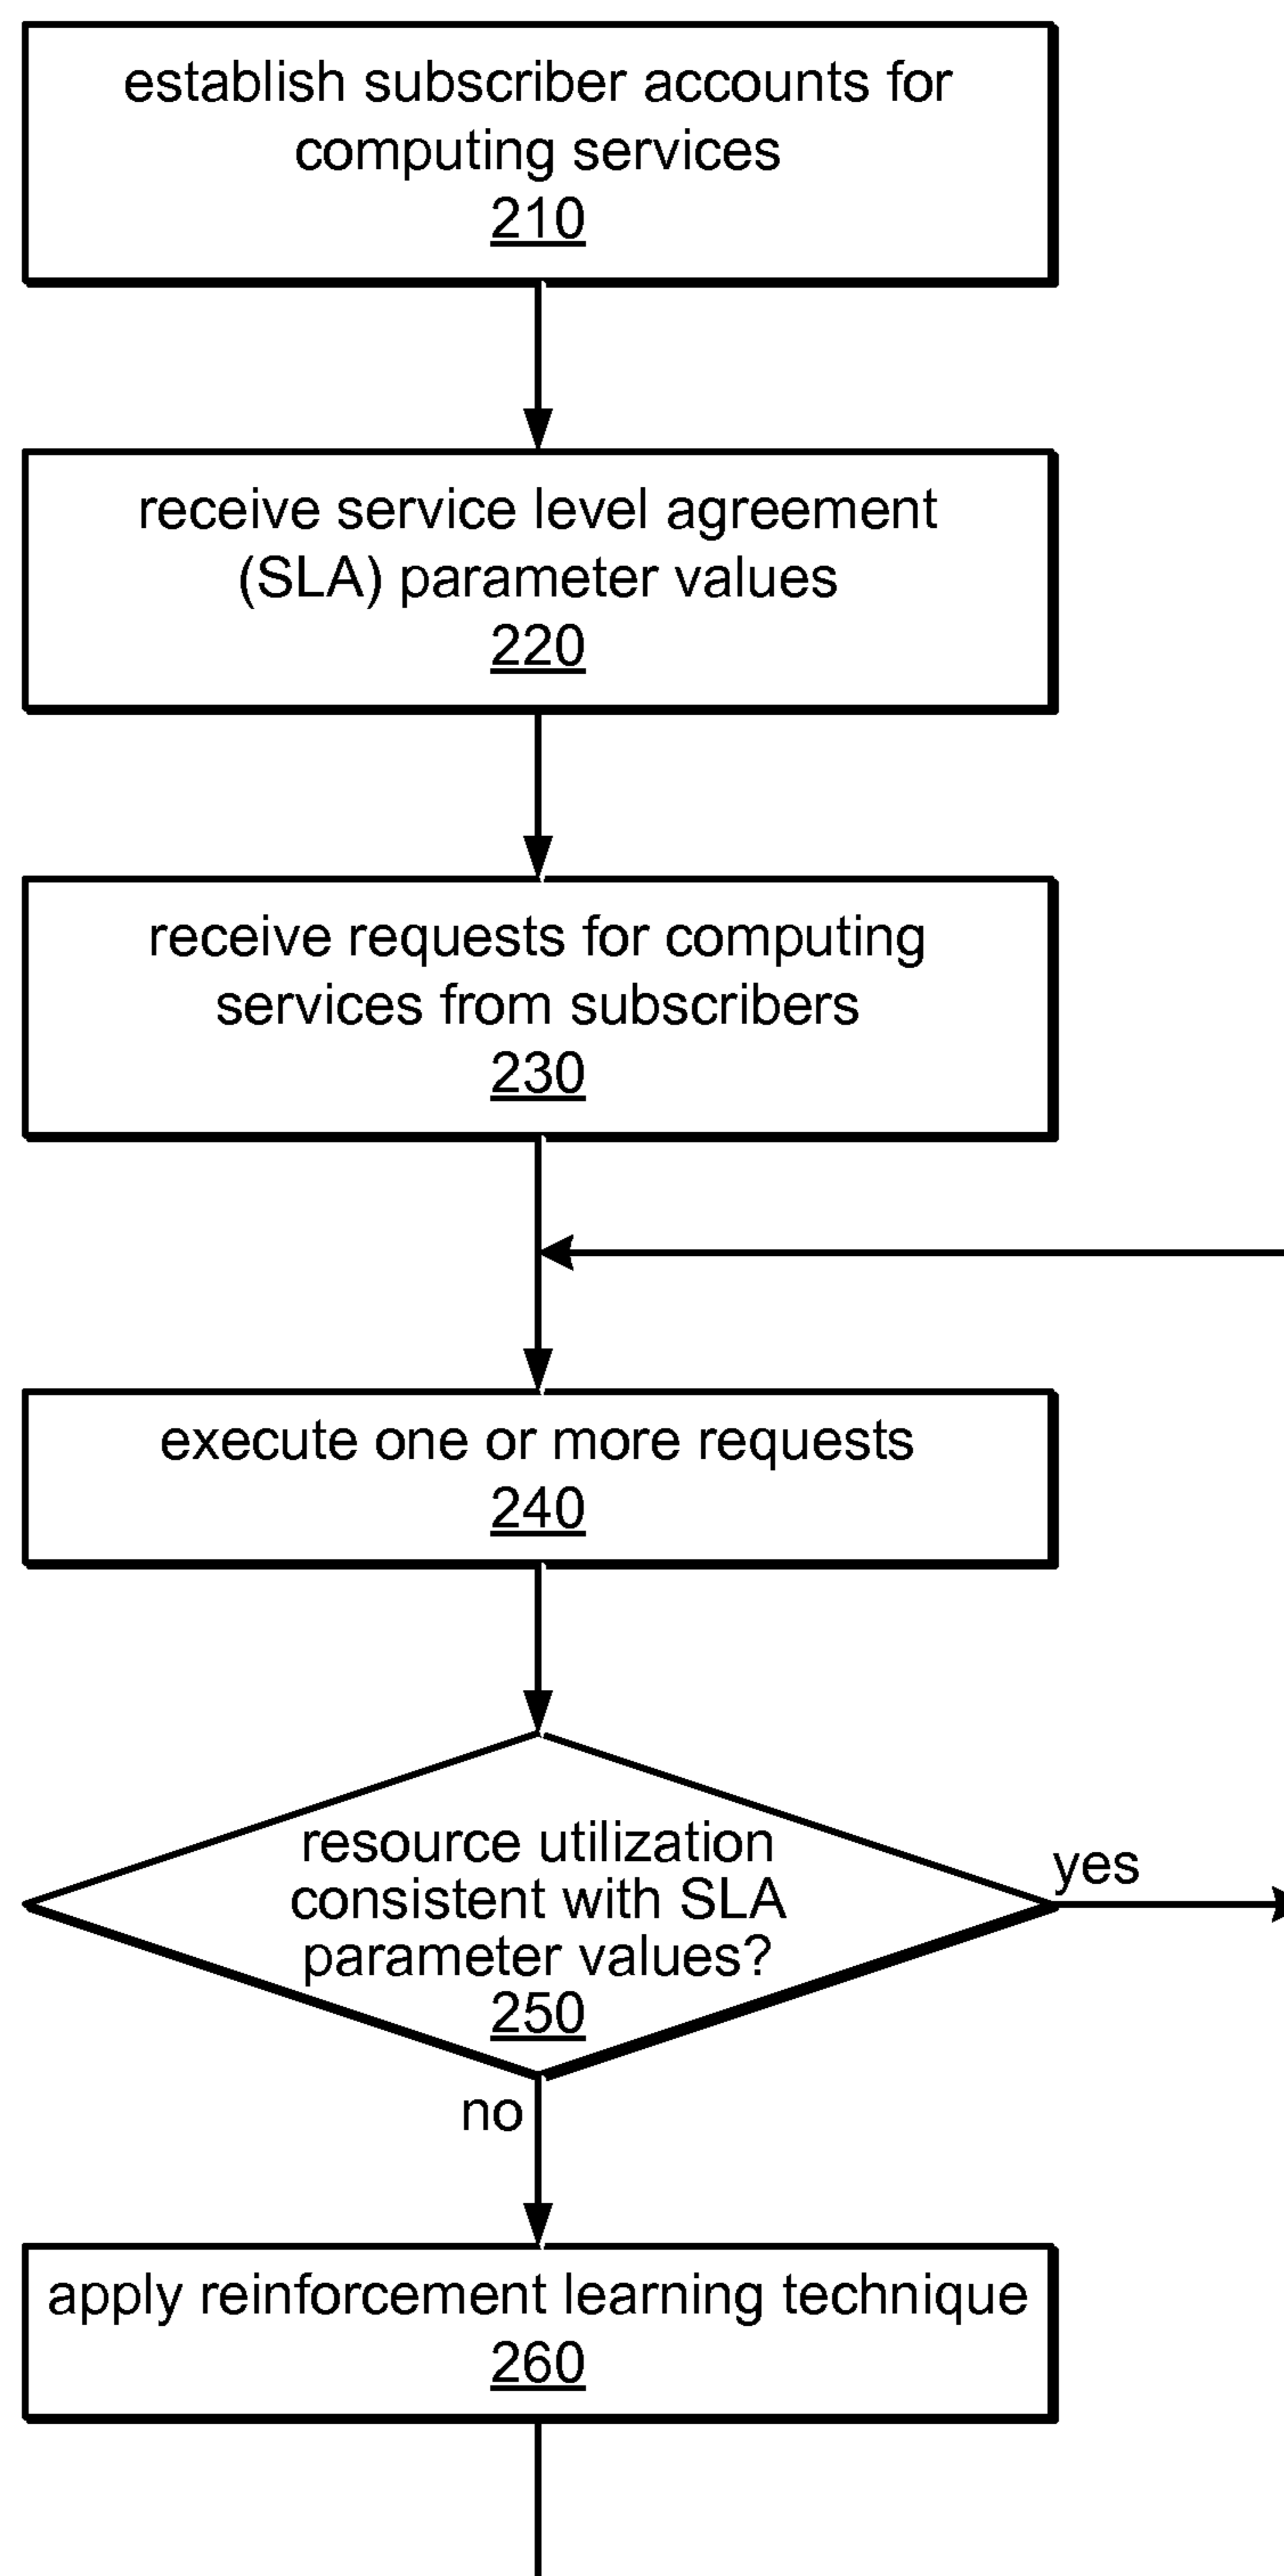 establish subscriber accounts for
computing services
210
receive service level agreement
(SLA) parameter values
220
receive requests for computing
services from subscribers
230
execute one or more requests
240
resource utilization
consistent with SLA
parameter values?
250
yes
no
apply reinforcement learning technique
260